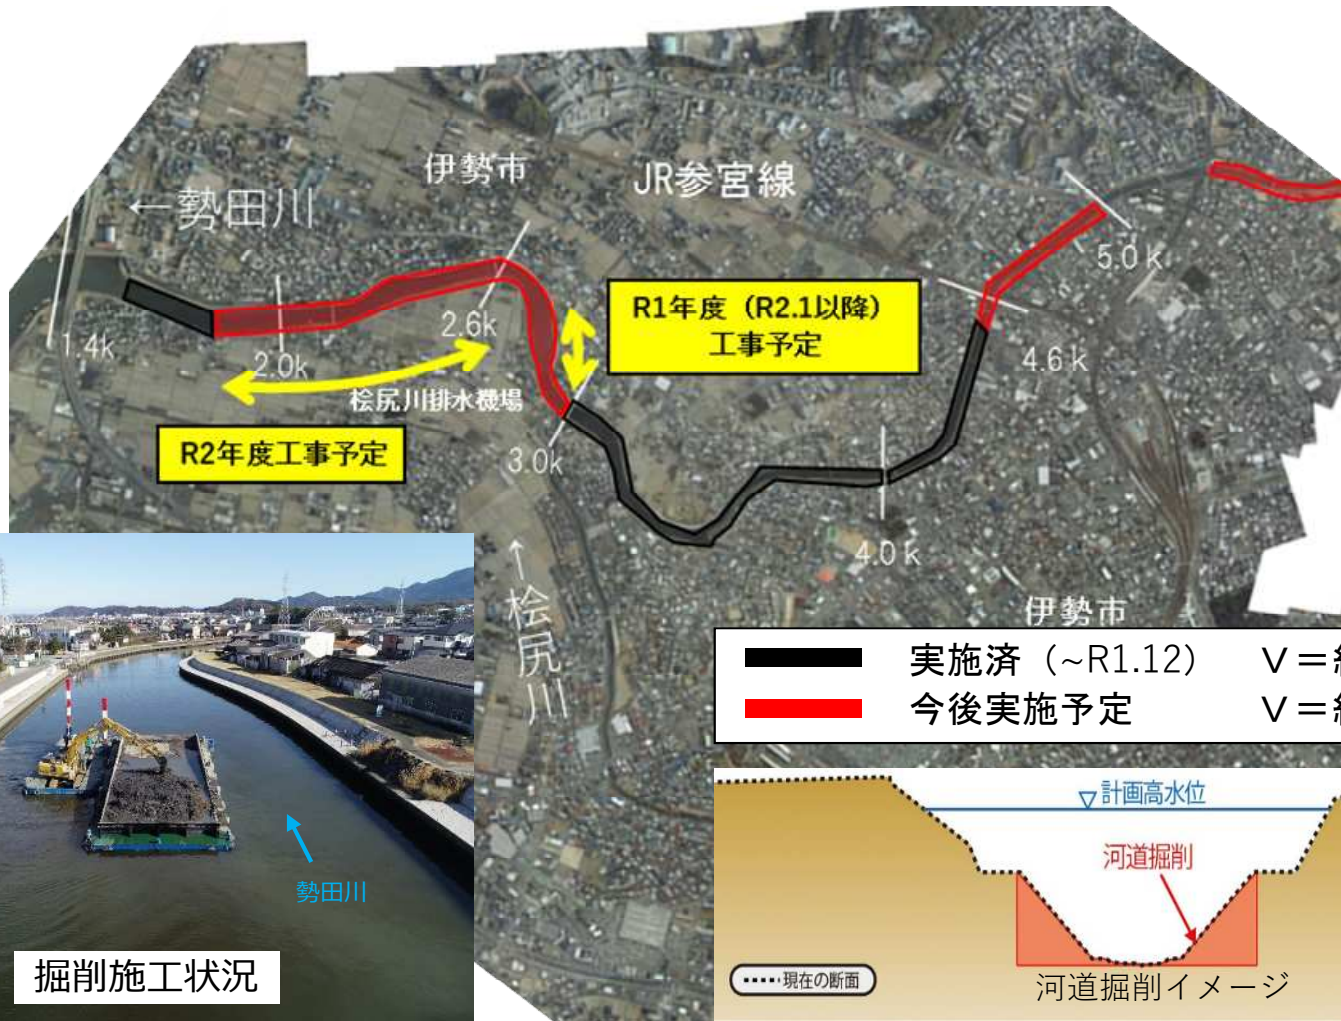 伊勢市
JR参宮線
←勢田川
5.0k
R1年度（R2.1以降）
工事予定
2.6k
1.4k
2.0k
4.6k
桧尻川排水機場
R2年度工事予定
3.0k
4.0k
←桧尻川
伊勢市
実施済（~R1.12） V＝
今後実施予定 V＝
▽計画高水位
河道掘削
勢田川
掘削施工状況
現在の断面
河道掘削イメージ